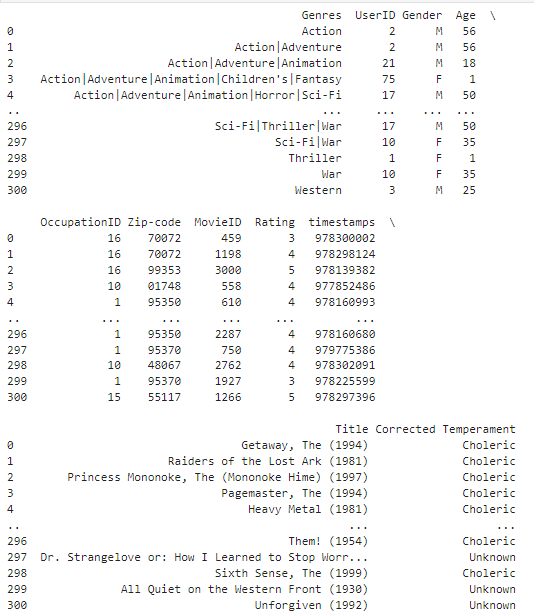 Genres UserID Gender Age \
0 Action 2 M 56
1 Action|Adventure 2 M 56
2 Action|Adventure|Animation 21 M 18
3 Action|Adventure|Animation|Children's|Fantasy 75 F 1
4 Action|Adventure|Animation|Horror|Sci-Fi 17 M 50
.. ... ... ... ...
296 Sci-Fi|Thriller|War 17 M 50
297 Sci-Fi|War 10 F 35
298 Thriller 1 F 1
299 War 10 F 35
300 Western 3 M 25
OccupationID Zip-code MovieID Rating timestamps \
0 16 70072 459 3 978300002
1 16 70072 1198 4 978298124
2 16 99353 3000 5 978139382
3 10 01748 558 4 977852486
4 1 95350 610 4 978160993
.. ... ... ... ... ...
296 1 95350 2287 4 978160680
297 1 95370 750 4 979775386
298 10 48067 2762 4 978302091
299 1 95370 1927 3 978225599
300 15 55117 1266 5 978297396
Title Corrected Temperament
0 Getaway, The (1994) Choleric
1 Raiders of the Lost Ark (1981) Choleric
2 Princess Mononoke, The (Mononoke Hime) (1997) Choleric
3 Pagemaster, The (1994) Choleric
4 Heavy Metal (1981) Choleric
.. ... ...
296 Them! (1954) Choleric
297 Dr. Strangelove or: How I Learned to Stop Worr... Unknown
298 Sixth Sense, The (1999) Choleric
299 All Quiet on the Western Front (1930) Unknown
300 Unforgiven (1992) Unknown